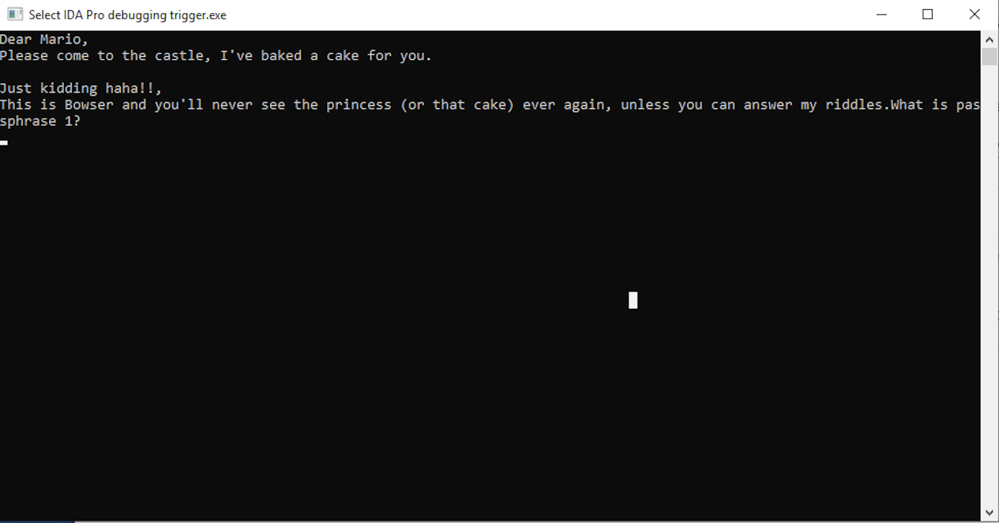 Select IDA Pro debugging trigger.exe
Dear Mario,
Please come to the castle, I've baked a cake for you.
Just kidding haha!!,
This is Bowser and you'll never see the princess (or that cake) ever again, unless you can answer my riddles.What is pas
sphrase 1?